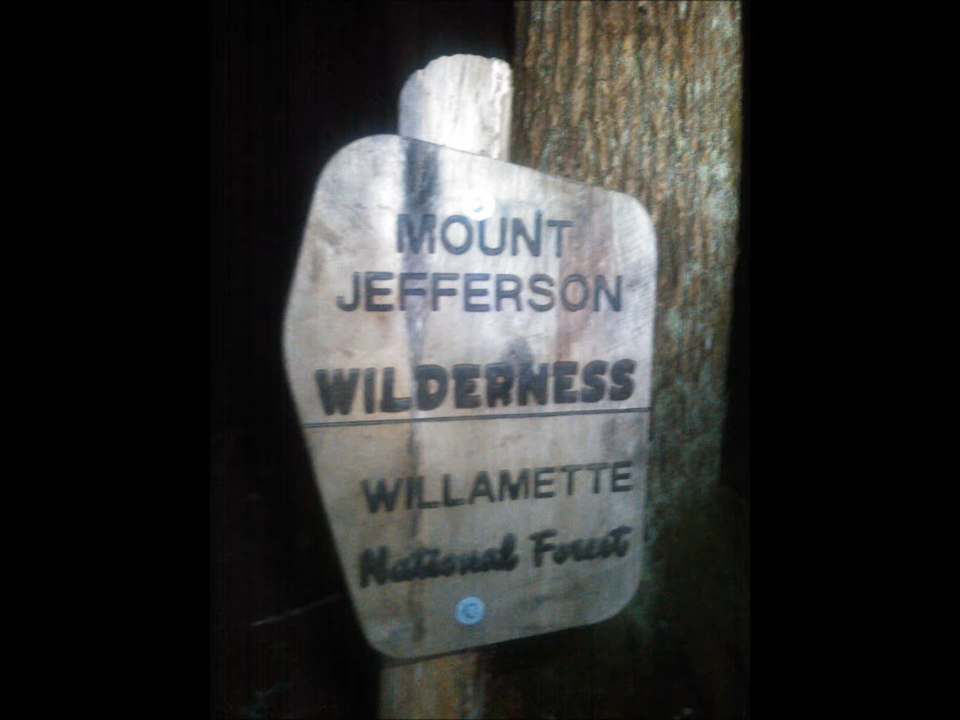 MOUNT
JEFFERSON
WILDERNESS
WILLAMETTE
National Forest